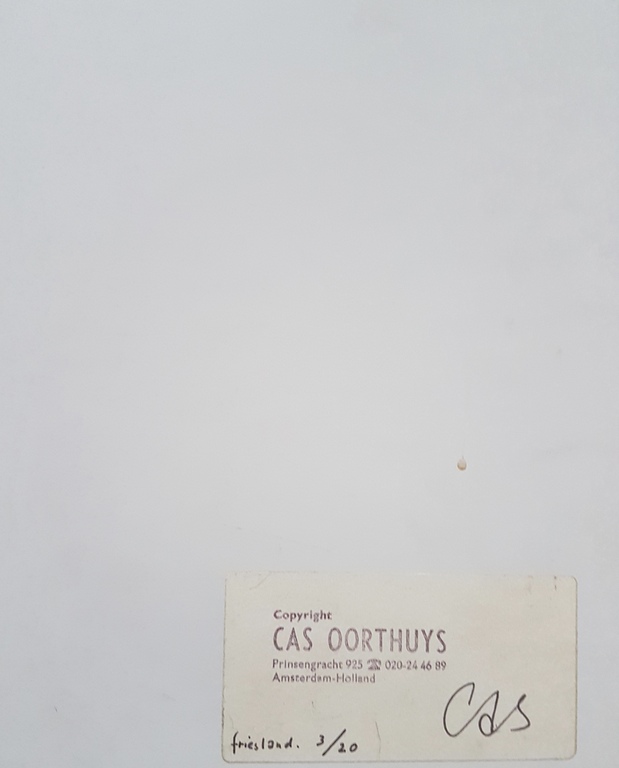 Copyright
CAS OORTHUYS
Prinsengracht 925 ☎ 020-24 46 89
Amsterdam-Holland
CAS
friesland. 3/20